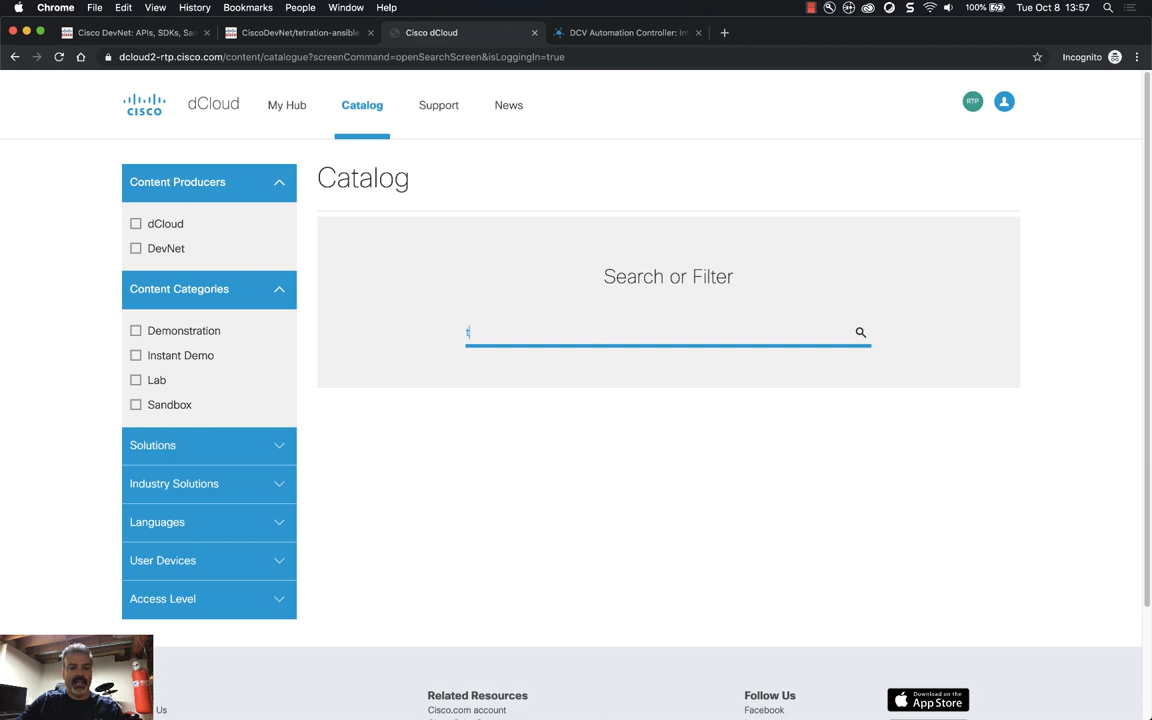 Chrome File Edit View History Bookmarks People Window Help 100% Tue Oct 8 13:57
Cisco DevNet: APIs, SDKs, San CiscoDevNet/tetration-ansible Cisco dCloud DCV Automation Controller: Int
dcloud2-rtp.cisco.com/content/catalogue?screenCommand=openSearchScreen&isLoggingIn=true Incognito
CISCO dCloud My Hub Catalog Support News RTP
Content Producers
dCloud
DevNet
Content Categories
Demonstration
Instant Demo
Lab
Sandbox
Solutions
Industry Solutions
Languages
User Devices
Access Level
Catalog
Search or Filter
t
Us
Related Resources
Cisco.com account
Follow Us
Facebook
Download on the
App Store